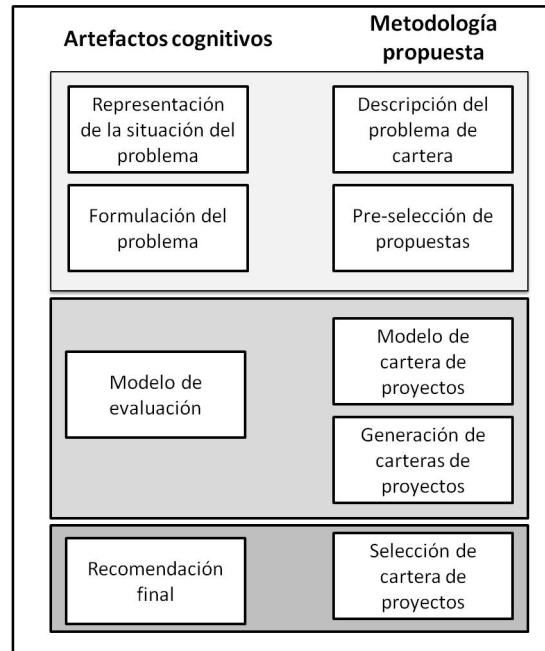 Artefactos cognitivos
Metodología
propuesta
Representación
de la situación del
problema
Descripción del
problema de
cartera
Formulación del
problema
Pre-selección de
propuestas
Modelo de
evaluación
Modelo de
cartera de
proyectos
Generación de
carteras de
proyectos
Recomendación
final
Selección de
cartera de
proyectos